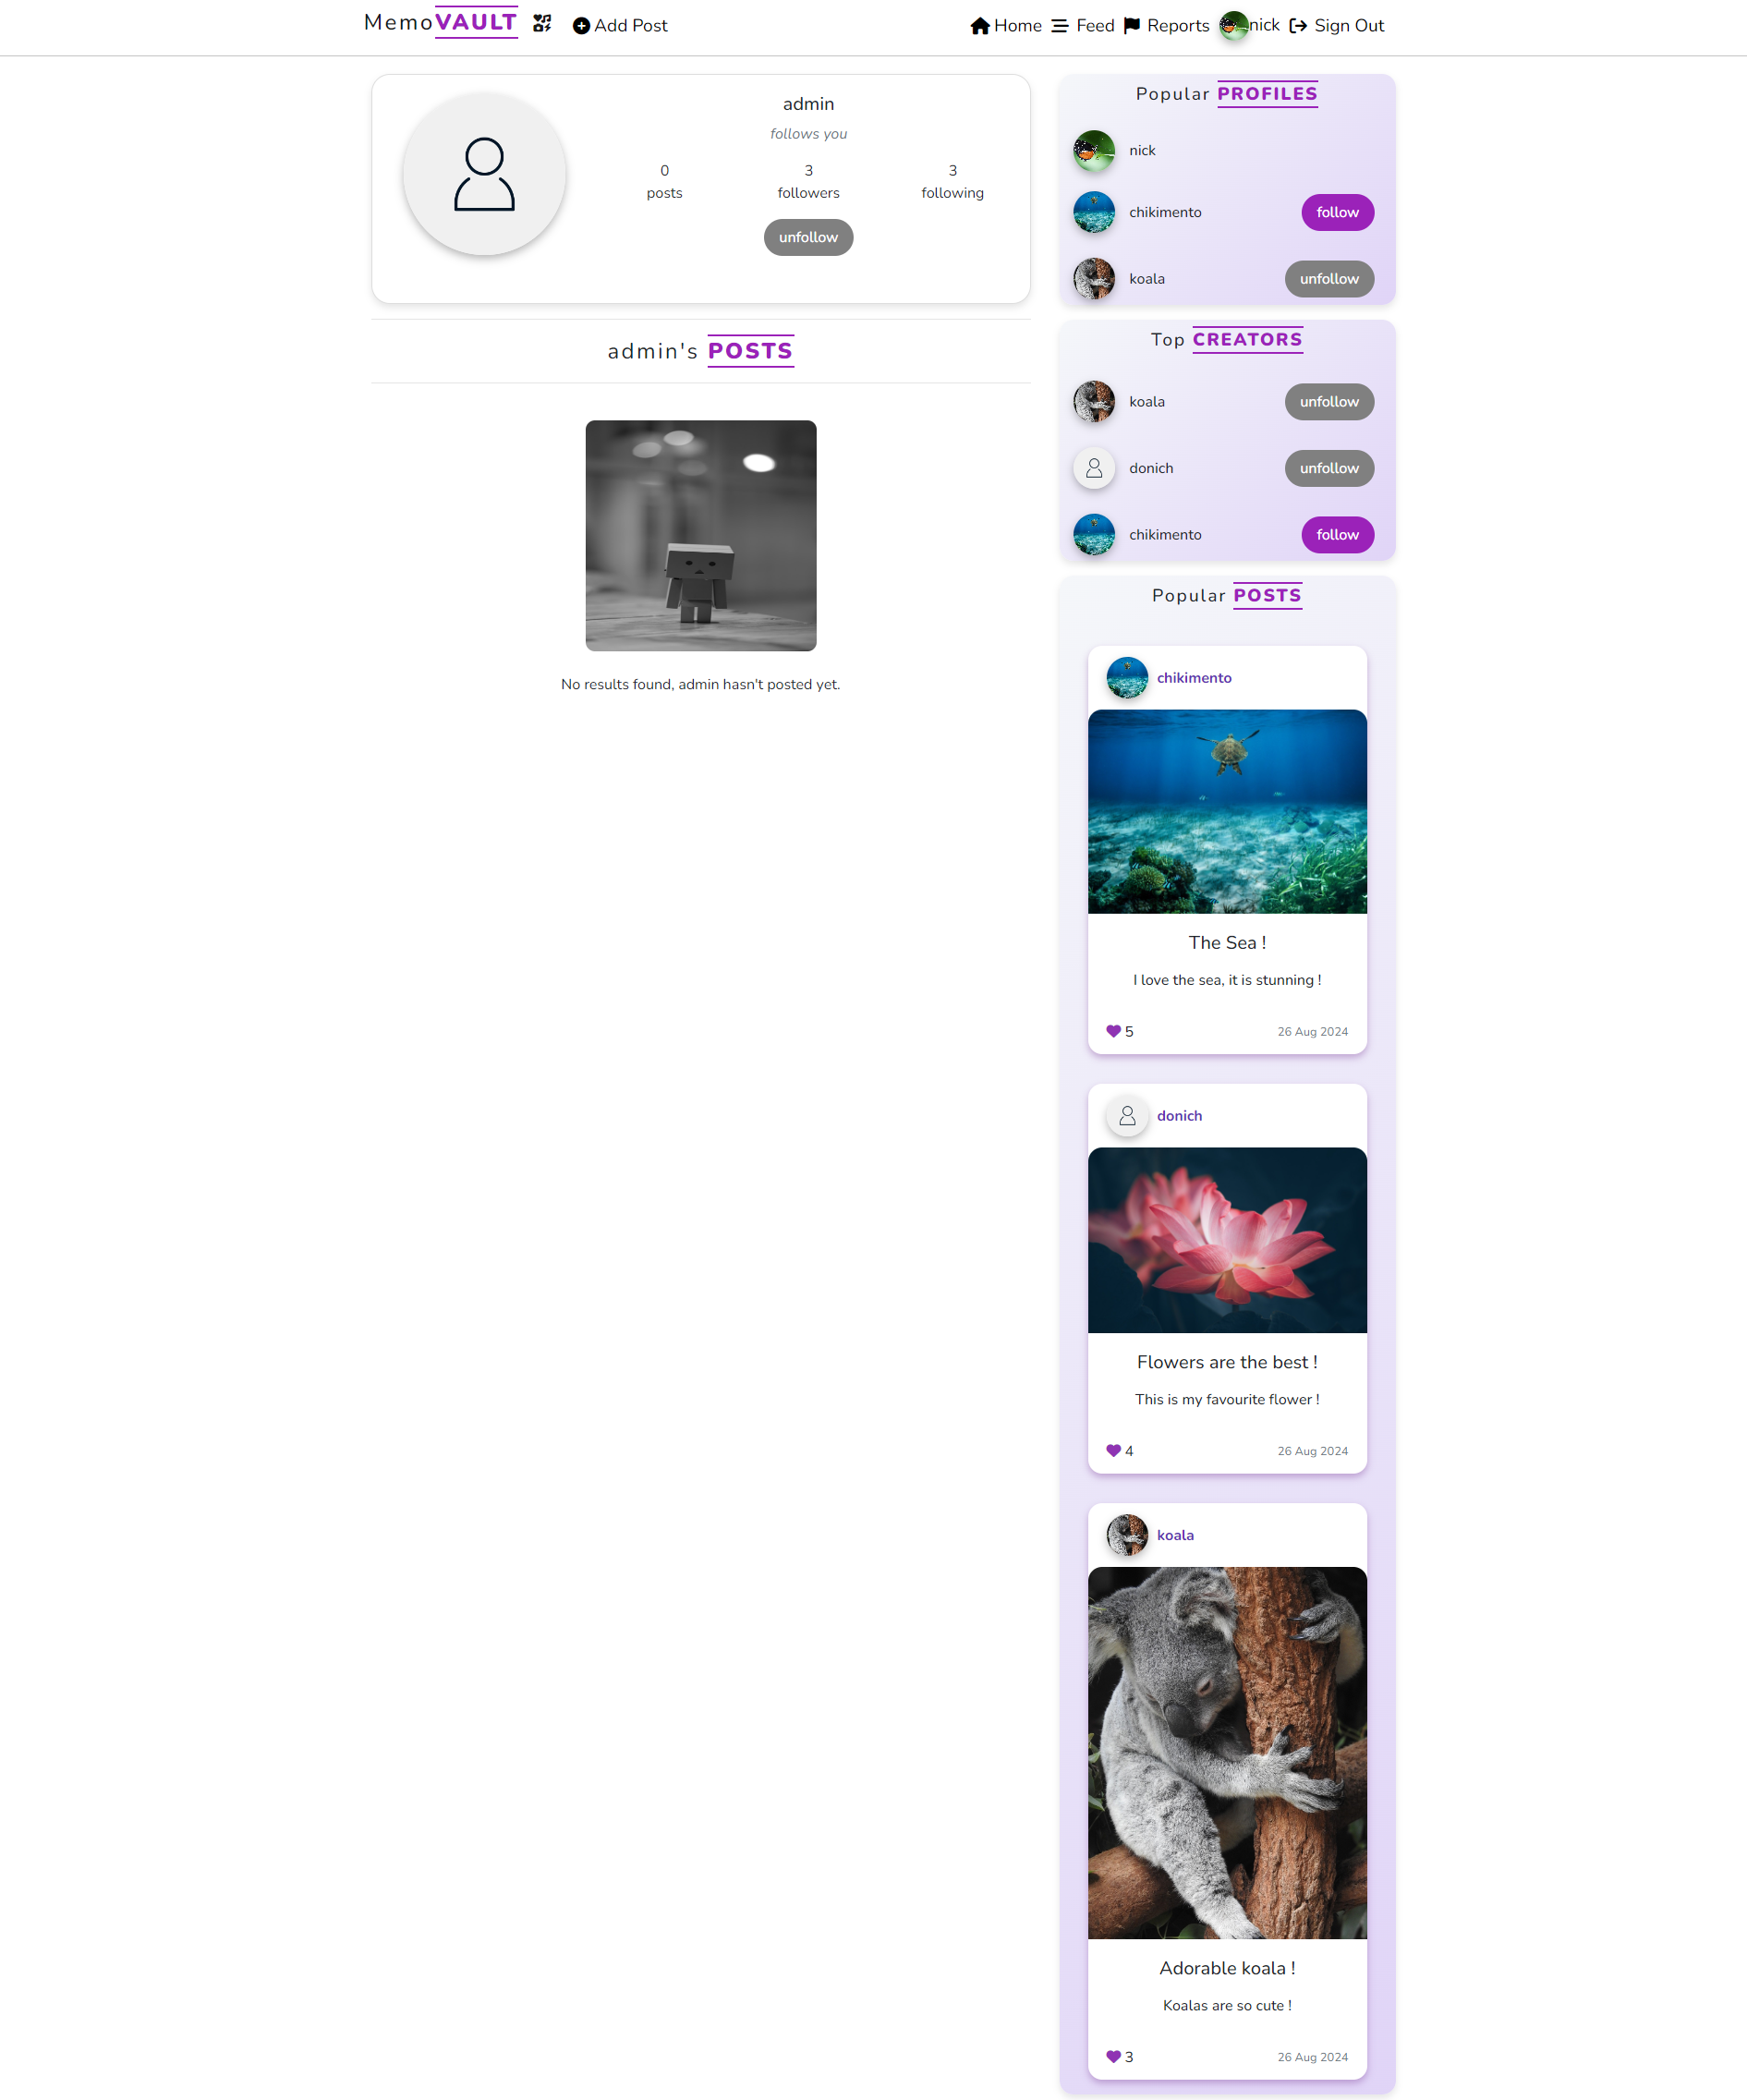 MemoVAULT
Add Post
Home
Feed
Reports
nick
Sign Out
admin
follows you
0
posts
3
followers
3
following
unfollow
admin's POSTS
No results found, admin hasn't posted yet.
Popular PROFILES
nick
chikimento
follow
koala
unfollow
Top CREATORS
koala
unfollow
donich
unfollow
chikimento
follow
Popular POSTS
chikimento
The Sea !
I love the sea, it is stunning !
5
26 Aug 2024
donich
Flowers are the best !
This is my favourite flower !
4
26 Aug 2024
koala
Adorable koala !
Koalas are so cute !
3
26 Aug 2024